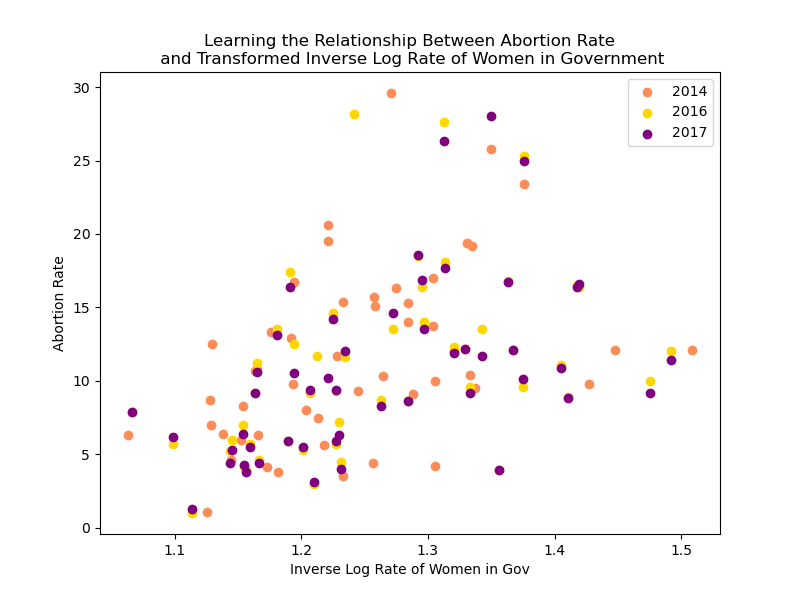 Learning the Relationship Between Abortion Rate
and Transformed Inverse Log Rate of Women in Government
2014
2016
2017
30
25
20
15
10
5
0
Abortion Rate
1.1 1.2 1.3 1.4 1.5
Inverse Log Rate of Women in Gov